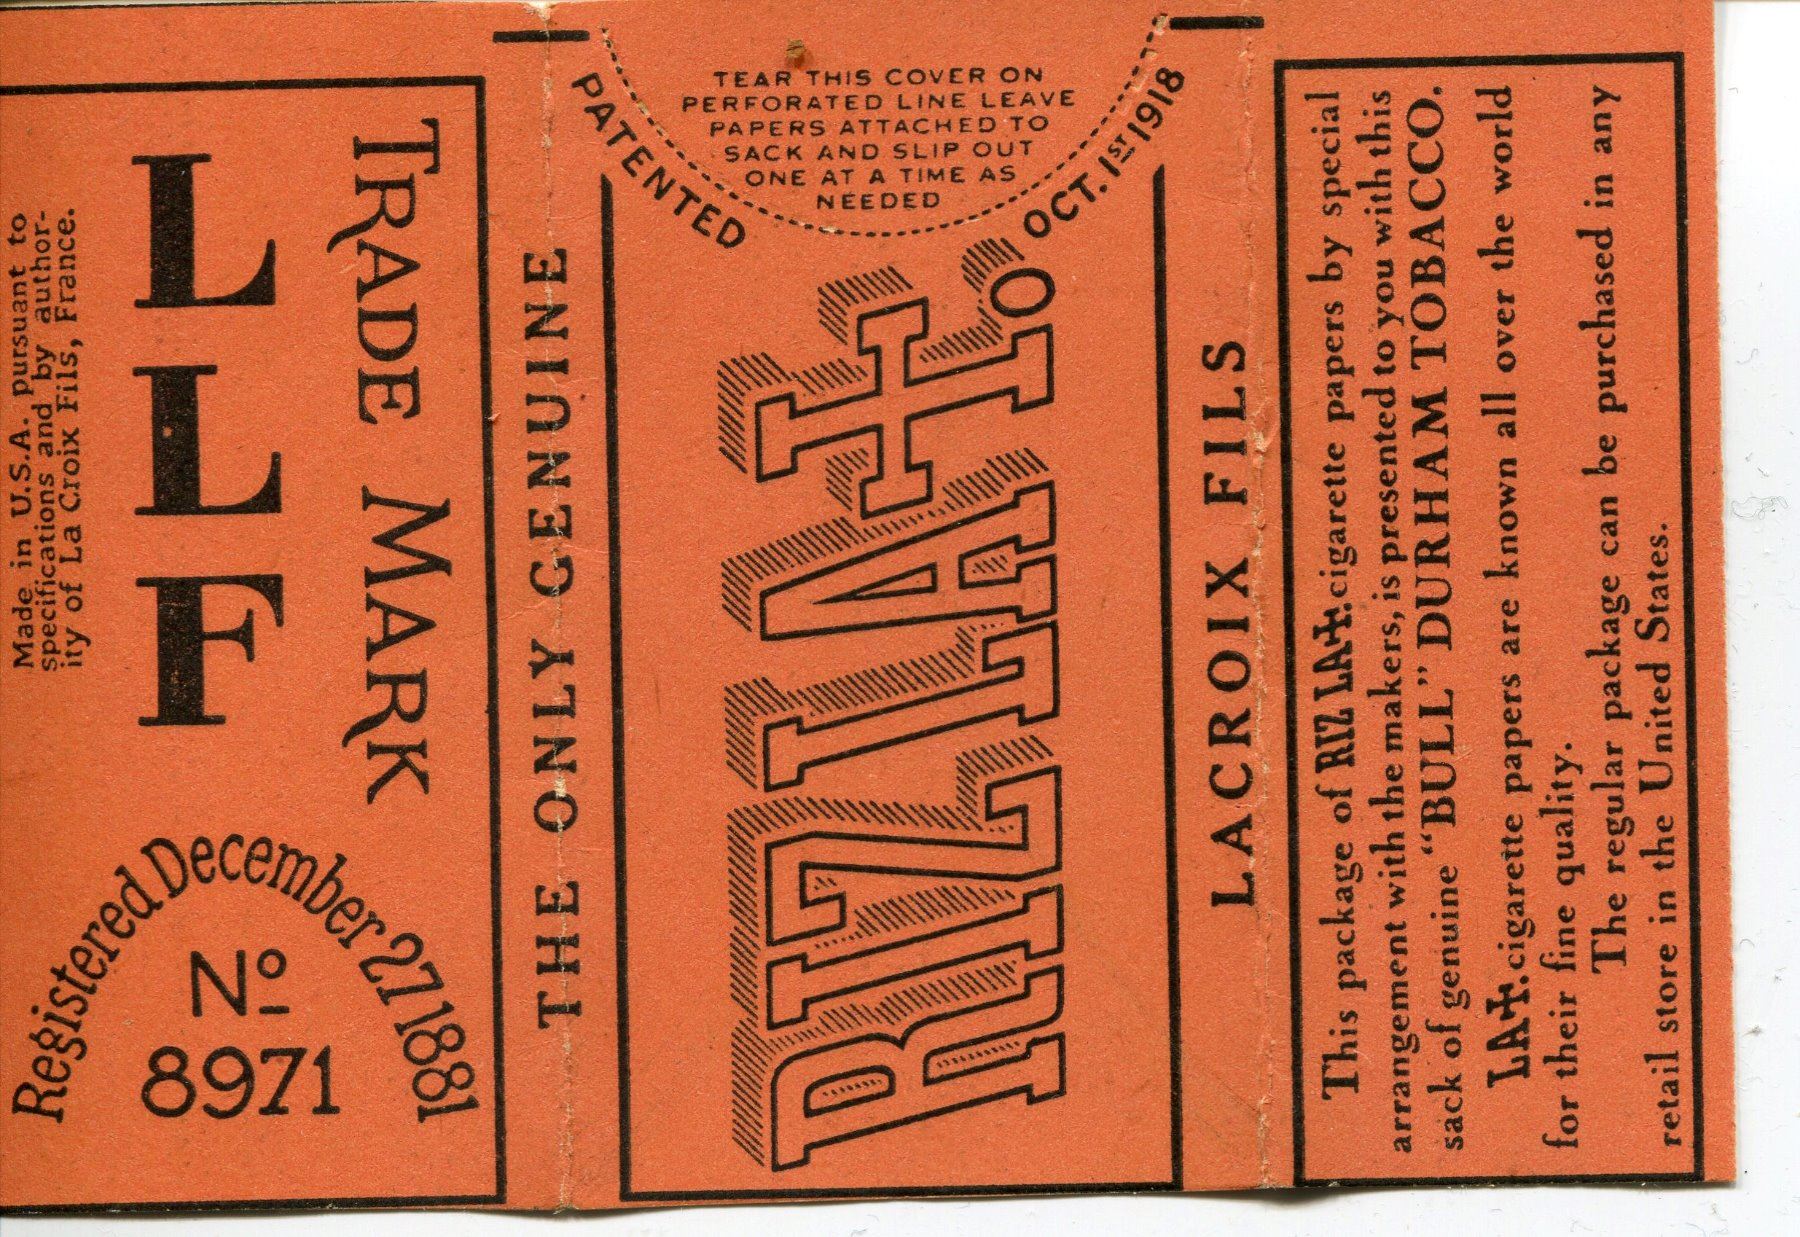 Made in U.S.A. pursuant to
specifications and by author-
ity of La Croix Fils, France.
L L F
TRADE MARK
Registered December 27 1881
Nº
8971
THE ONLY GENUINE
TEAR THIS COVER ON
PERFORATED LINE LEAVE
PAPERS ATTACHED TO
SACK AND SLIP OUT
ONE AT A TIME AS
NEEDED
PATENTED OCT. 1ST 1918
RIZ LA +.
LACROIX FILS
This package of RIZ LA +. cigarette papers by special
arrangement with the makers, is presented to you with this
sack of genuine "BULL" DURHAM TOBACCO.
LA +. cigarette papers are known all over the world
for their fine quality.
The regular package can be purchased in any
retail store in the United States.